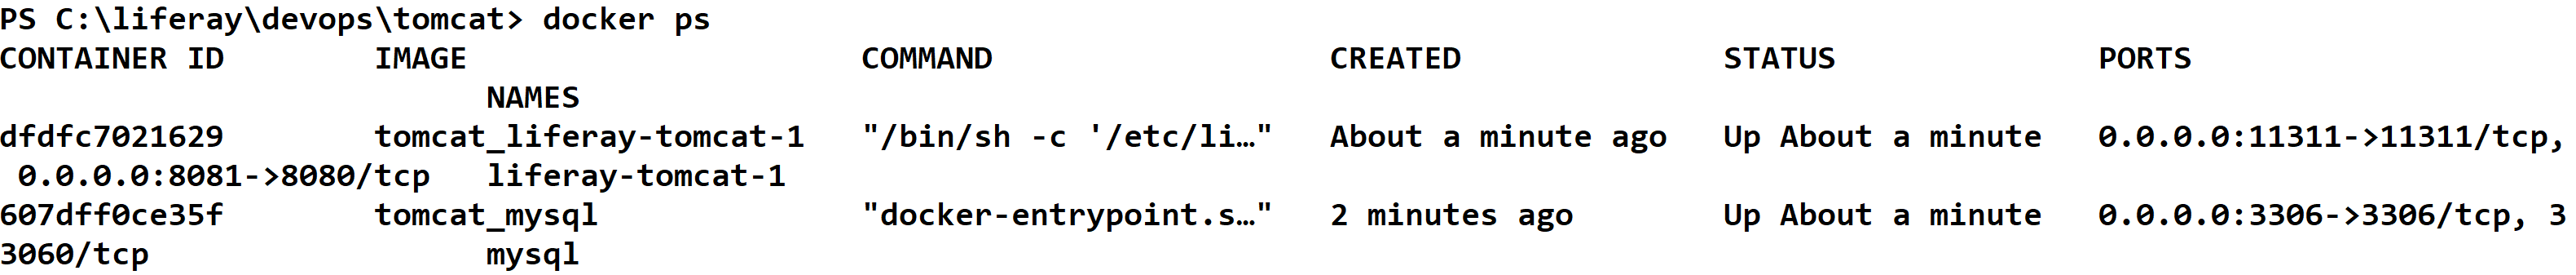 PS C:\liferay\devops\tomcat> docker ps
CONTAINER ID        IMAGE                     COMMAND                  CREATED              STATUS              PORTS
                          NAMES
dfdfc7021629        tomcat_liferay-tomcat-1   "/bin/sh -c '/etc/li…"   About a minute ago   Up About a minute   0.0.0.0:11311->11311/tcp,
 0.0.0.0:8081->8080/tcp   liferay-tomcat-1
607dff0ce35f        tomcat_mysql              "docker-entrypoint.s…"   2 minutes ago        Up About a minute   0.0.0.0:3306->3306/tcp, 3
3060/tcp                  mysql